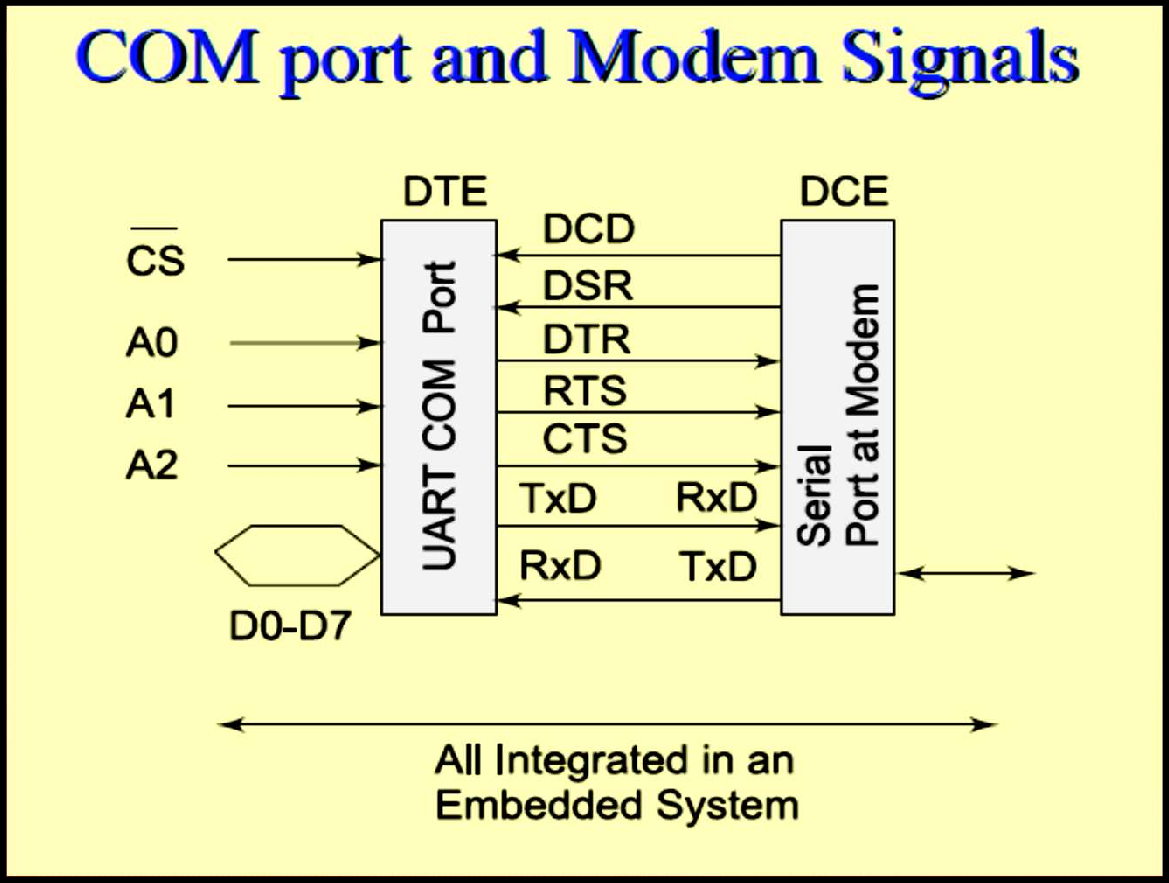 COM port and Modem Signals
DTE
DCE
C̅S̅
A0
A1
A2
D0-D7
UART COM Port
DCD
DSR
DTR
RTS
CTS
TxD RxD
RxD TxD
Serial
Port at Modem
All Integrated in an
Embedded System